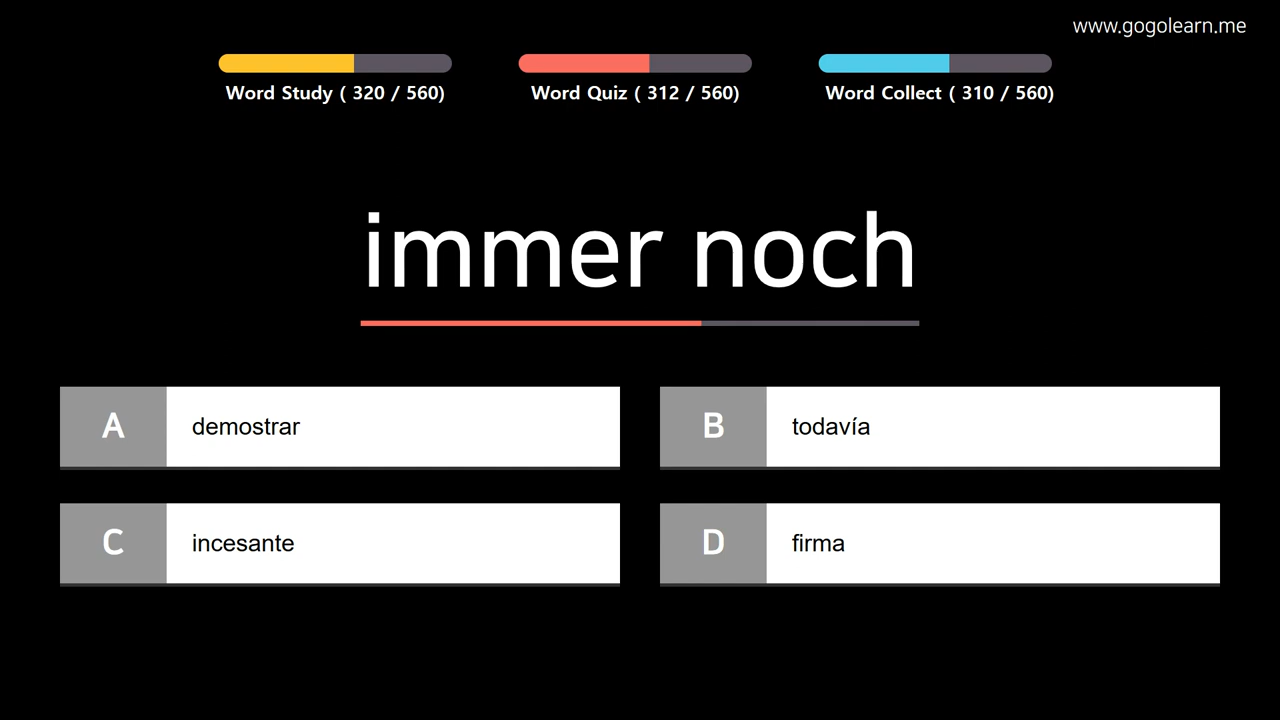 www.gogolearn.me
Word Study ( 320 / 560)
Word Quiz ( 312 / 560)
Word Collect ( 310 / 560)
immer noch
A demostrar
B todavía
C incesante
D firma